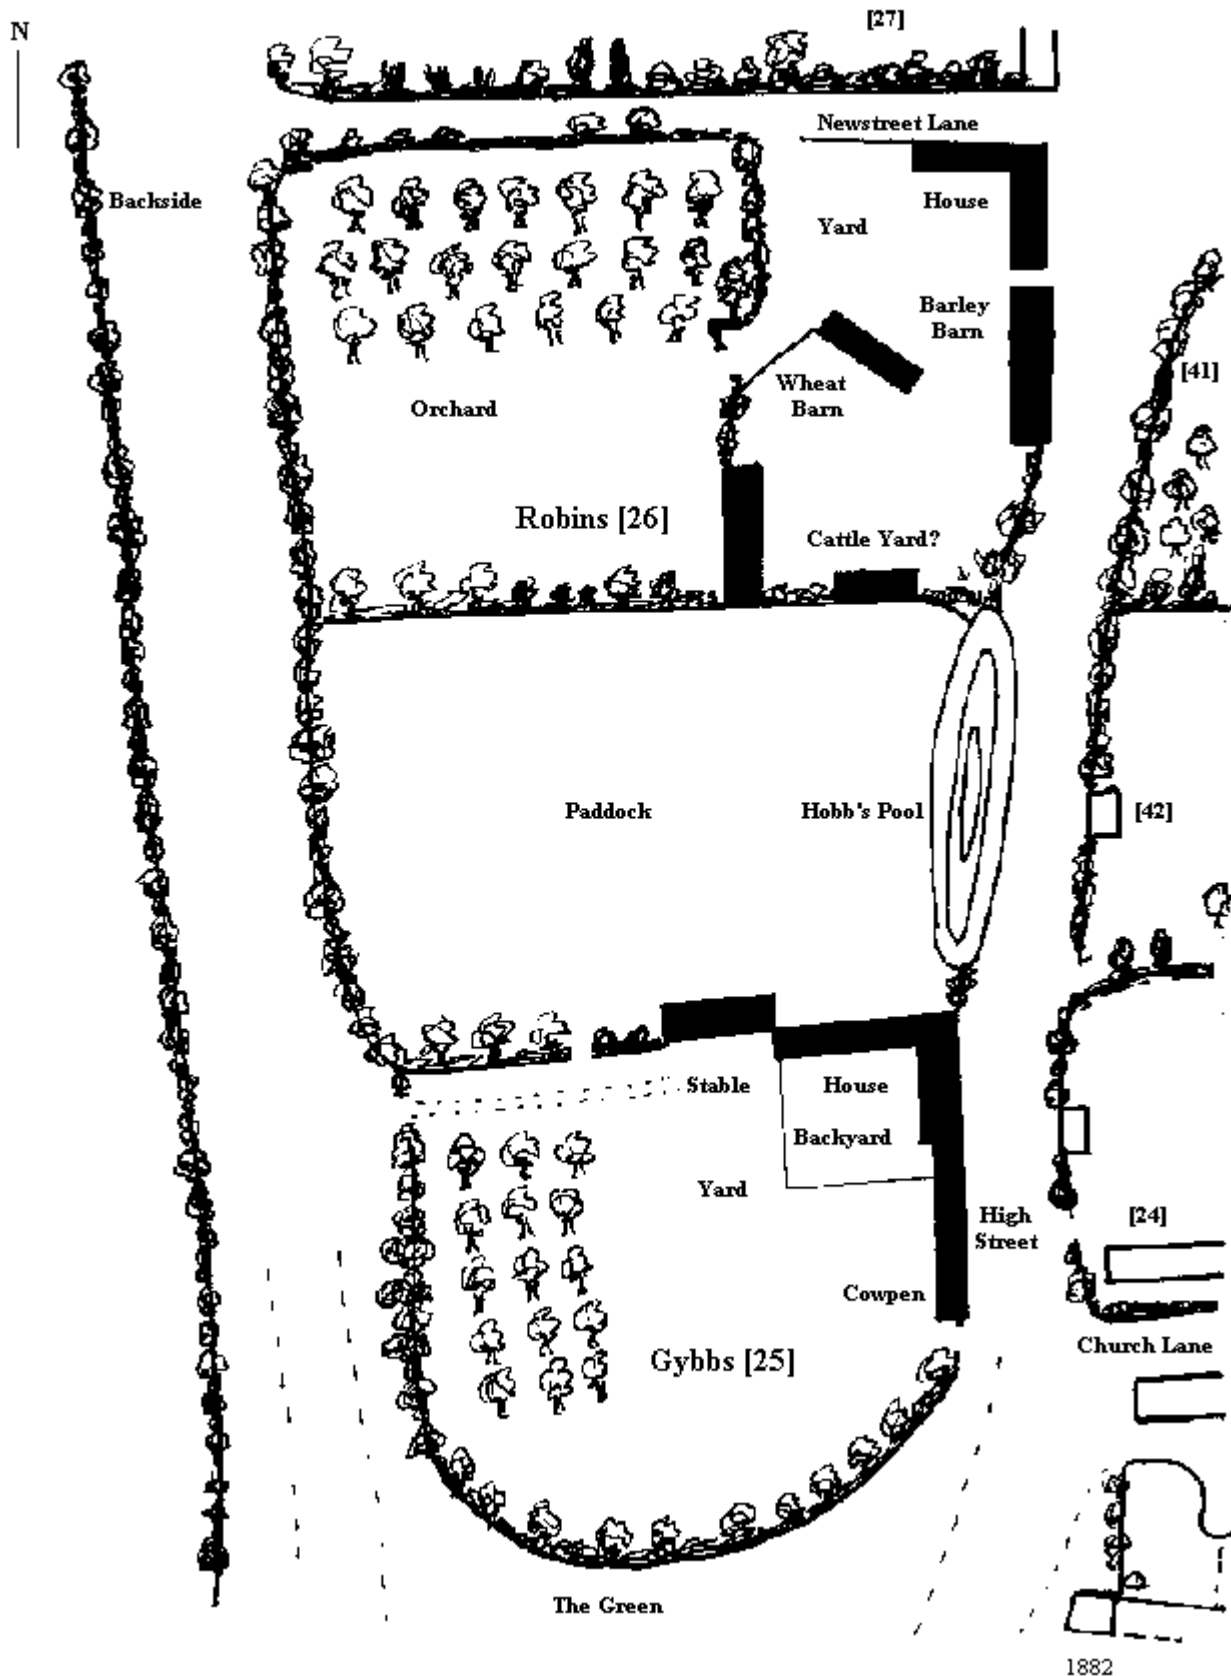 [27]
N
Newstreet Lane
Backside
House
Yard
Barley
Barn
[41]
Wheat
Barn
Orchard
Robins [26]
Cattle Yard?
Paddock
Hobb's Pool
[42]
Stable
House
Backyard
Yard
High
Street
[24]
Cowpen
Church Lane
Gybbs [25]
The Green
1882